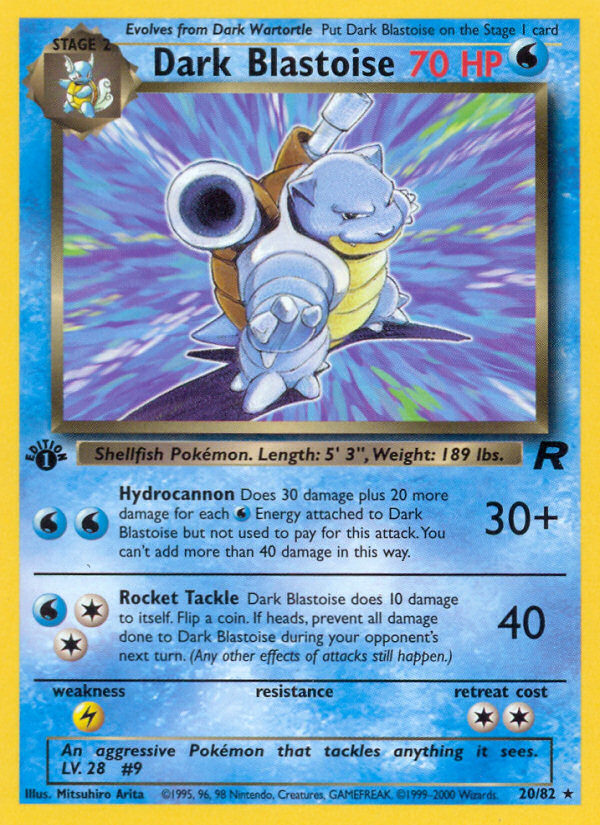 Evolves from Dark Wartortle Put Dark Blastoise on the Stage 1 card
STAGE 2
Dark Blastoise 70 HP
EDITION
1
Shellfish Pokémon. Length: 5' 3", Weight: 189 lbs.
R
Hydrocannon Does 30 damage plus 20 more
damage for each Energy attached to Dark
Blastoise but not used to pay for this attack. You
can't add more than 40 damage in this way.
30+
Rocket Tackle Dark Blastoise does 10 damage
to itself. Flip a coin. If heads, prevent all damage
done to Dark Blastoise during your opponent's
next turn. (Any other effects of attacks still happen.)
40
weakness resistance retreat cost
An aggressive Pokémon that tackles anything it sees.
LV. 28 #9
Illus. Mitsuhiro Arita ©1995, 96, 98 Nintendo, Creatures, GAMEFREAK. ©1999-2000 Wizards. 20/82 ★